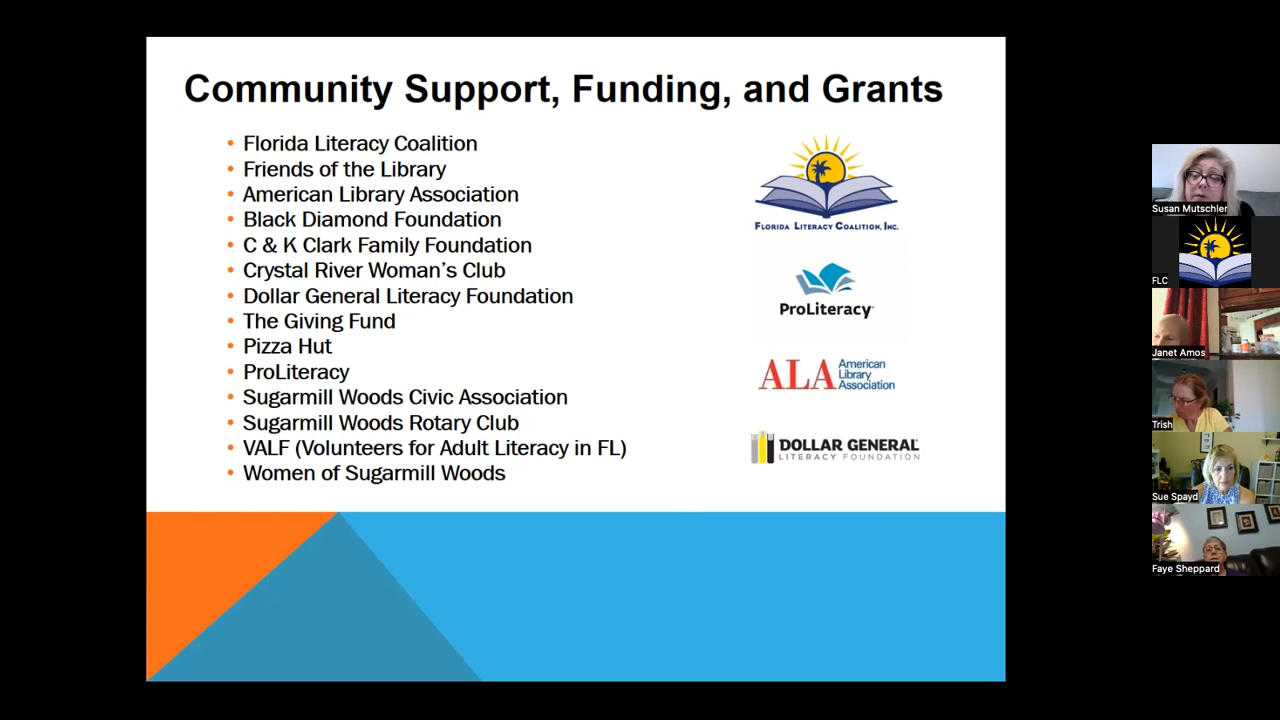 Community Support, Funding, and Grants
• Florida Literacy Coalition
• Friends of the Library
• American Library Association
• Black Diamond Foundation
• C & K Clark Family Foundation
• Crystal River Woman's Club
• Dollar General Literacy Foundation
• The Giving Fund
• Pizza Hut
• ProLiteracy
• Sugarmill Woods Civic Association
• Sugarmill Woods Rotary Club
• VALF (Volunteers for Adult Literacy in FL)
• Women of Sugarmill Woods
FLORIDA LITERACY COALITION, INC.
ProLiteracy
ALA American
Library
Association
DOLLAR GENERAL
LITERACY FOUNDATION
Susan Mutschler
FLC
Janet Amos
Trish
Sue Spayd
Faye Sheppard